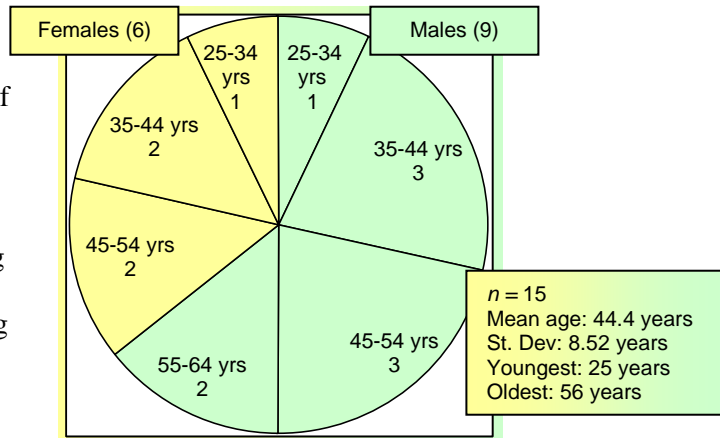 Females (6)
Males (9)
25-34
yrs
1
25-34
yrs
1
of
35-44 yrs
2
35-44 yrs
3
45-54 yrs
2
g
g
n = 15
Mean age: 44.4 years
St. Dev: 8.52 years
Youngest: 25 years
Oldest: 56 years
45-54 yrs
3
55-64 yrs
2